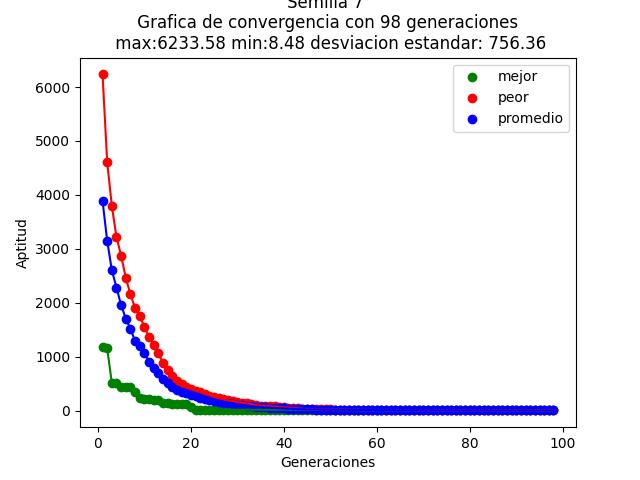 Semilla 7
Grafica de convergencia con 98 generaciones
max:6233.58 min:8.48 desviacion estandar: 756.36
mejor
peor
promedio
6000
5000
4000
3000
2000
1000
0
Aptitud
0 20 40 60 80 100
Generaciones